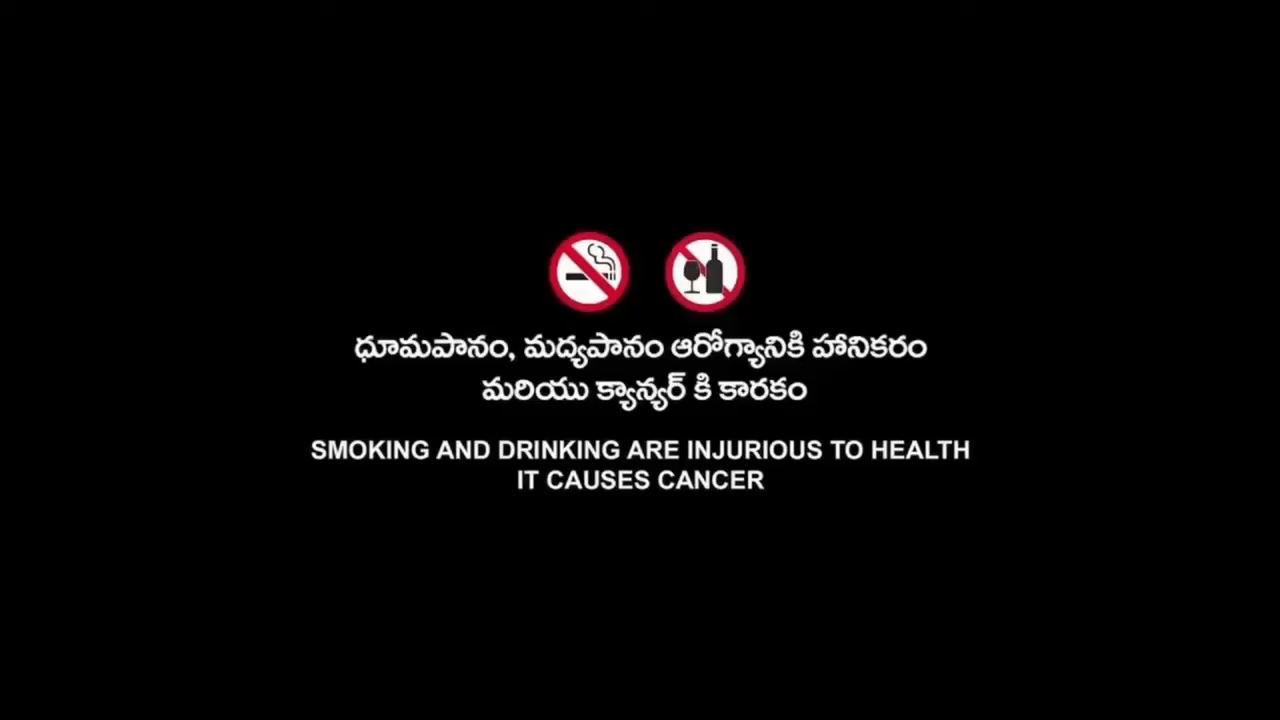 ధూమపానం, మద్యపానం ఆరోగ్యానికి హానికరం
మరియు క్యాన్సర్ కి కారకం
SMOKING AND DRINKING ARE INJURIOUS TO HEALTH
IT CAUSES CANCER